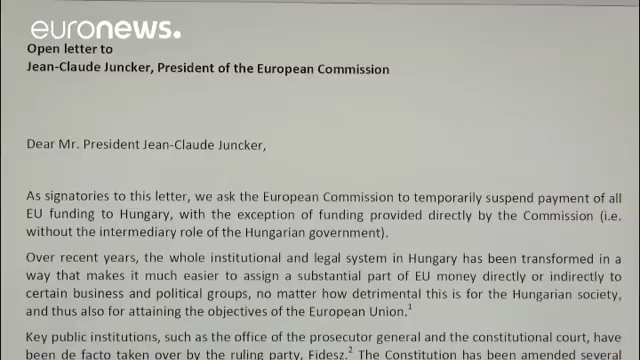 euronews.
Open letter to
Jean-Claude Juncker, President of the European Commission
Dear Mr. President Jean-Claude Juncker,
As signatories to this letter, we ask the European Commission to temporarily suspend payment of all
EU funding to Hungary, with the exception of funding provided directly by the Commission (i.e.
without the intermediary role of the Hungarian government).
Over recent years, the whole institutional and legal system in Hungary has been transformed in a
way that makes it much easier to assign a substantial part of EU money directly or indirectly to
certain business and political groups, no matter how detrimental this is for the Hungarian society,
and thus also for attaining the objectives of the European Union.¹
Key public institutions, such as the office of the prosecutor general and the constitutional court, have
been de facto taken over by the ruling party, Fidesz.² The Constitution has been amended several